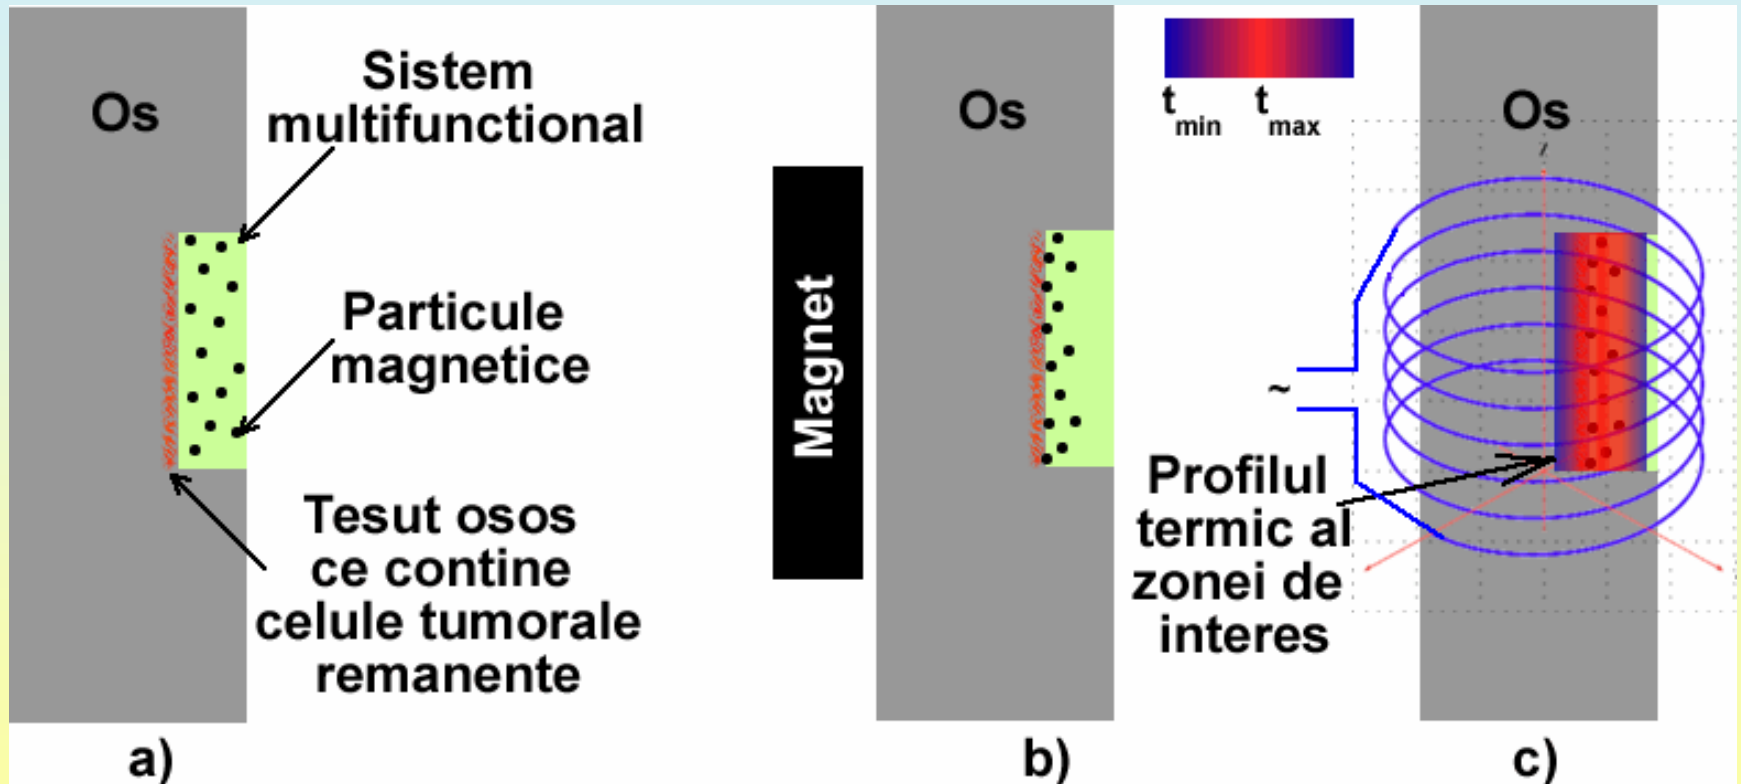 Os
Sistem
multifunctional
Particule
magnetice
Tesut osos
ce contine
celule tumorale
remanente
a)
Magnet
Os
b)
t min t max
Os
z
~
Profilul
termic al
zonei de
interes
c)